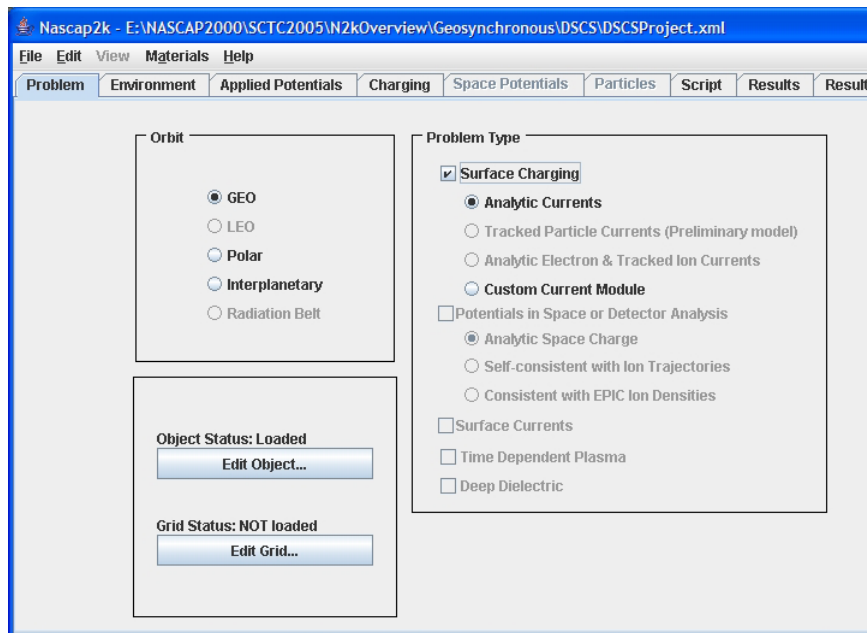 Nascap2k - E:\NASCAP2000\SCTC2005\N2kOverview\Geosynchronous\DSCS\DSCSProject.xml
File Edit View Materials Help
Problem Environment Applied Potentials Charging Space Potentials Particles Script Results Result
Orbit
GEO
LEO
Polar
Interplanetary
Radiation Belt
Object Status: Loaded
Edit Object...
Grid Status: NOT loaded
Edit Grid...
Problem Type
Surface Charging
Analytic Currents
Tracked Particle Currents (Preliminary model)
Analytic Electron & Tracked Ion Currents
Custom Current Module
Potentials in Space or Detector Analysis
Analytic Space Charge
Self-consistent with Ion Trajectories
Consistent with EPIC Ion Densities
Surface Currents
Time Dependent Plasma
Deep Dielectric